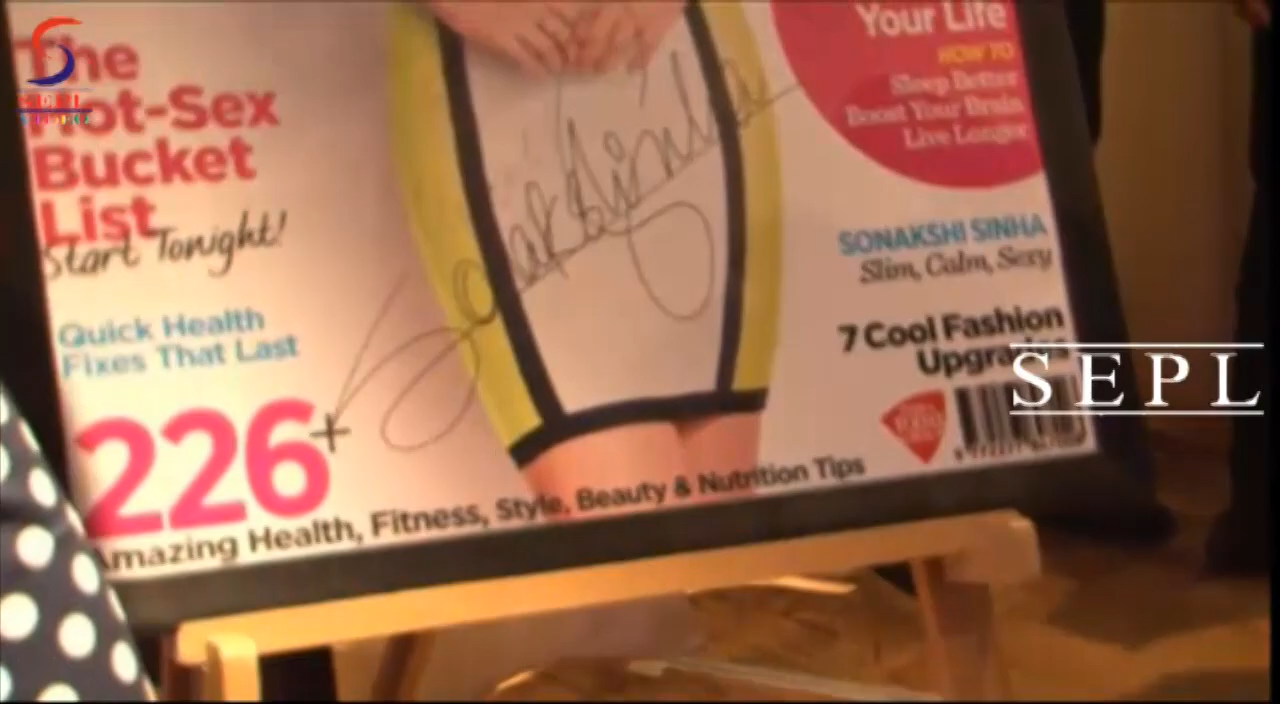 The
Hot-Sex
Bucket
List
Start Tonight!
Quick Health
Fixes That Last
226+
Amazing Health, Fitness, Style, Beauty & Nutrition Tips
Your Life
HOW TO
Sleep Better
Boost Your Brain
Live Longer
SONAKSHI SINHA
Slim, Calm, Sexy
7 Cool Fashion
Upgrades
SEPL
Sonakshi Sinha